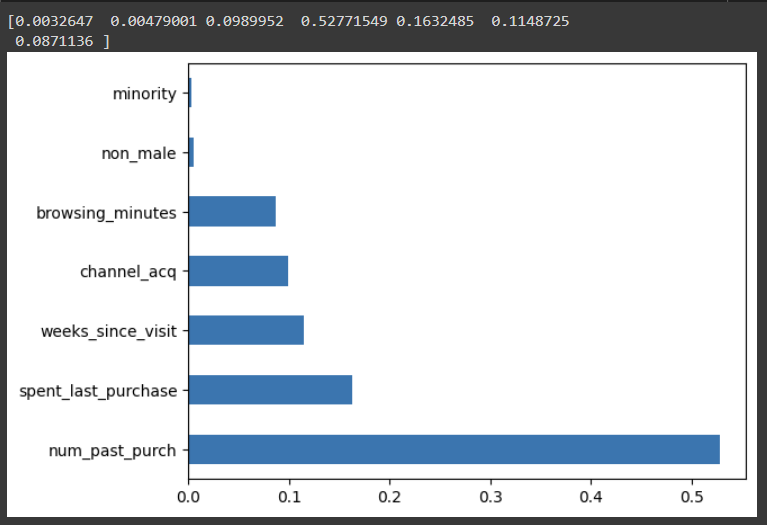 [0.0032647  0.00479001 0.0989952  0.52771549 0.1632485  0.1148725
 0.0871136 ]
minority
non_male
browsing_minutes
channel_acq
weeks_since_visit
spent_last_purchase
num_past_purch
0.0 0.1 0.2 0.3 0.4 0.5